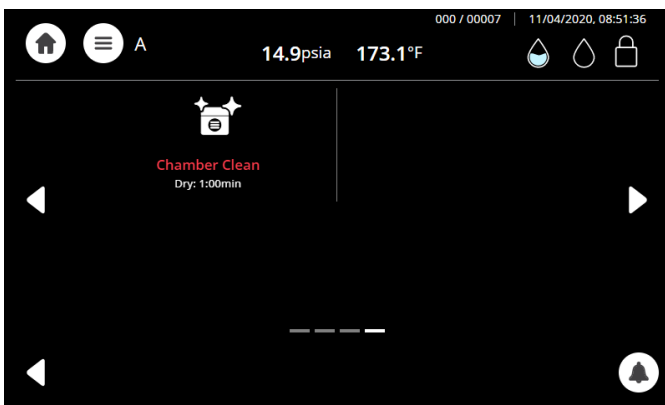 000 / 00007 | 11/04/2020, 08:51:36
A 14.9psia 173.1°F
Chamber Clean
Dry: 1:00min